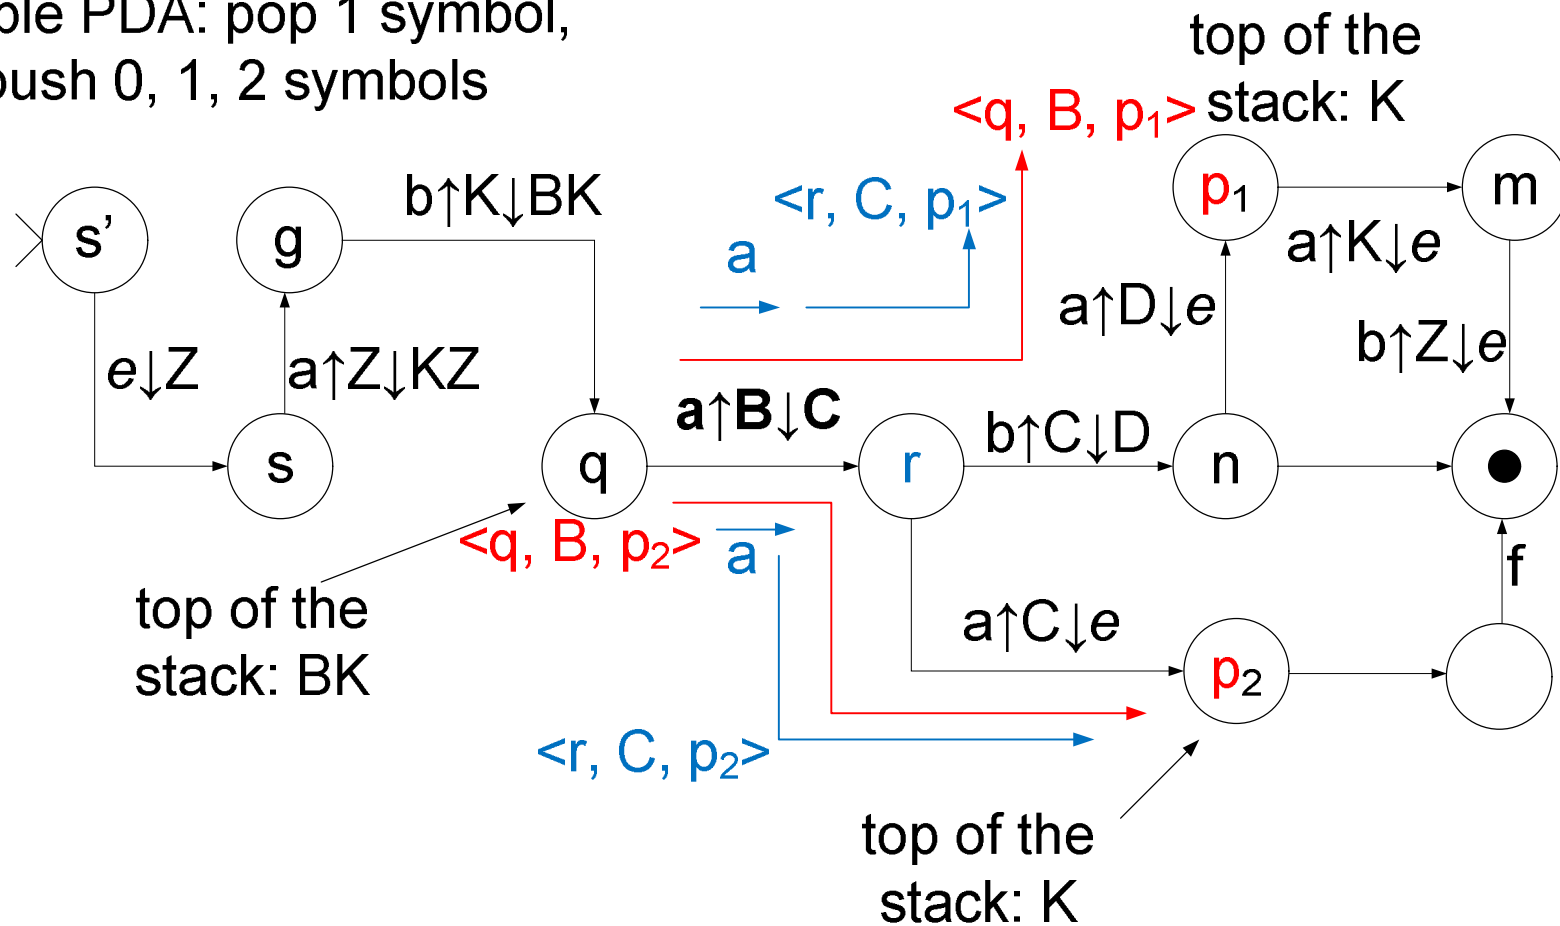 PDA: pop 1 symbol,
push 0, 1, 2 symbols
top of the
stack: K
<q, B, p₁>
b↑K↓BK
<r, C, p₁>
s’
g
p₁
m
a
a↑K↓e
a↑D↓e
e↓Z
a↑Z↓KZ
b↑Z↓e
a↑B↓C
b↑C↓D
s
q
r
n
<q, B, p₂>
a
f
top of the
stack: BK
a↑C↓e
p₂
<r, C, p₂>
top of the
stack: K